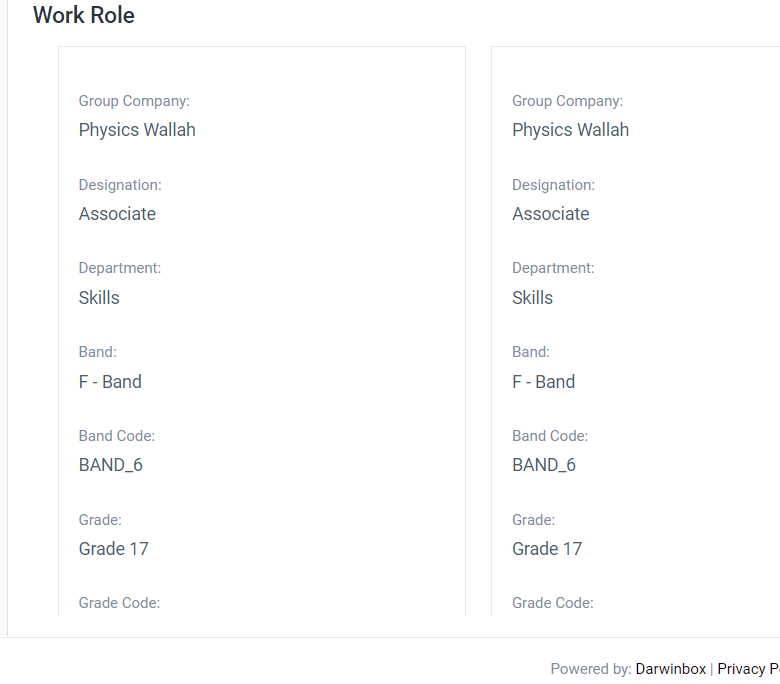 Work Role
Group Company:
Physics Wallah
Designation:
Associate
Department:
Skills
Band:
F - Band
Band Code:
BAND_6
Grade:
Grade 17
Grade Code:
Group Company:
Physics Wallah
Designation:
Associate
Department:
Skills
Band:
F - Band
Band Code:
BAND_6
Grade:
Grade 17
Grade Code:
Powered by: Darwinbox | Privacy P